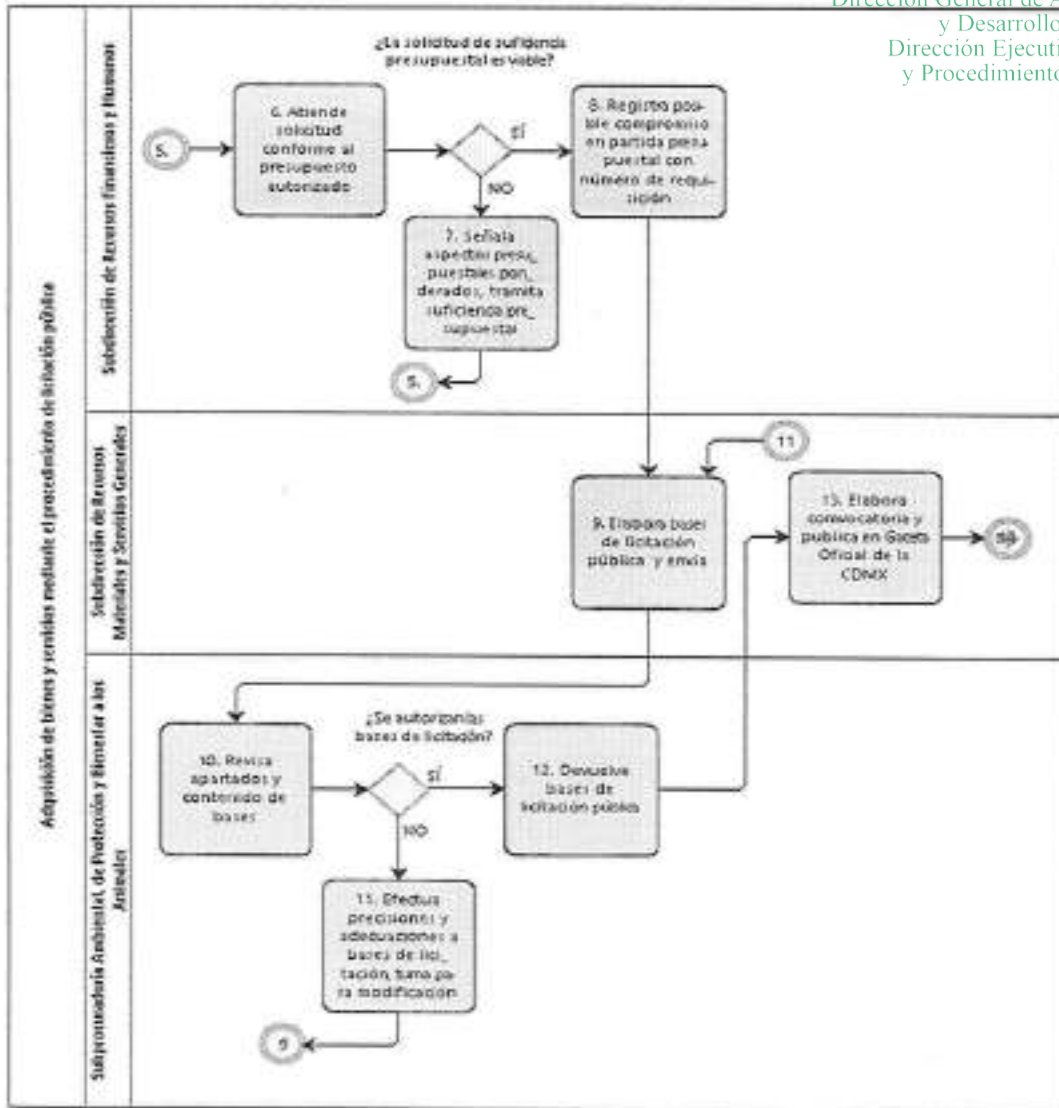 Dirección General de A
y Desarrollo
Dirección Ejecuti
y Procedimiento
Adquisición de bienes y servicios mediante el procedimiento de licitación pública
Subdirección de Recursos Financieros y Humanos
¿La solicitud de suficiencia
presupuestal es viable?
5.
6. Atiende
solicitud
conforme al
presupuesto
autorizado
SÍ
NO
8. Registra posi-
ble compromiso
en partida presu
puestal con
número de requi-
sición
7. Señala
aspectos presu_
puestales pon_
derados, tramita
suficiencia pre_
supuestal
5.
Subdirección de Recursos
Materiales y Servicios Generales
11
9. Elabora bases
de licitación
pública y envía
13. Elabora
convocatoria y
publica en Gaceta
Oficial de la
CDMX
Subprocuraduría Ambiental, de Protección y Bienestar a los
Animales
¿Se autorizan las
bases de licitación?
10. Revisa
apartados y
contenido de
bases
SÍ
NO
12. Devuelve
bases de
licitación pública
11. Efectua
precisiones y
adecuaciones a
bases de lici_
tación, turna pa
ra modificación
9